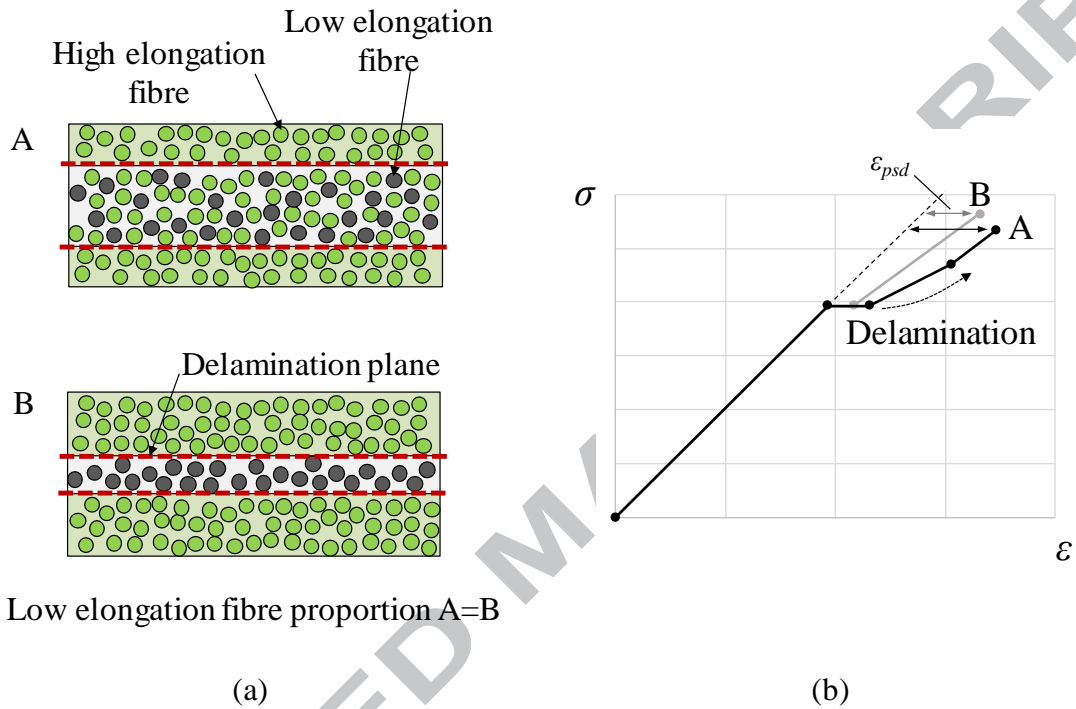 Low elongation
fibre
High elongation
fibre
A
Delamination plane
B
Low elongation fibre proportion A=B
(a)
σ
ε_psd
B
A
Delamination
ε
(b)